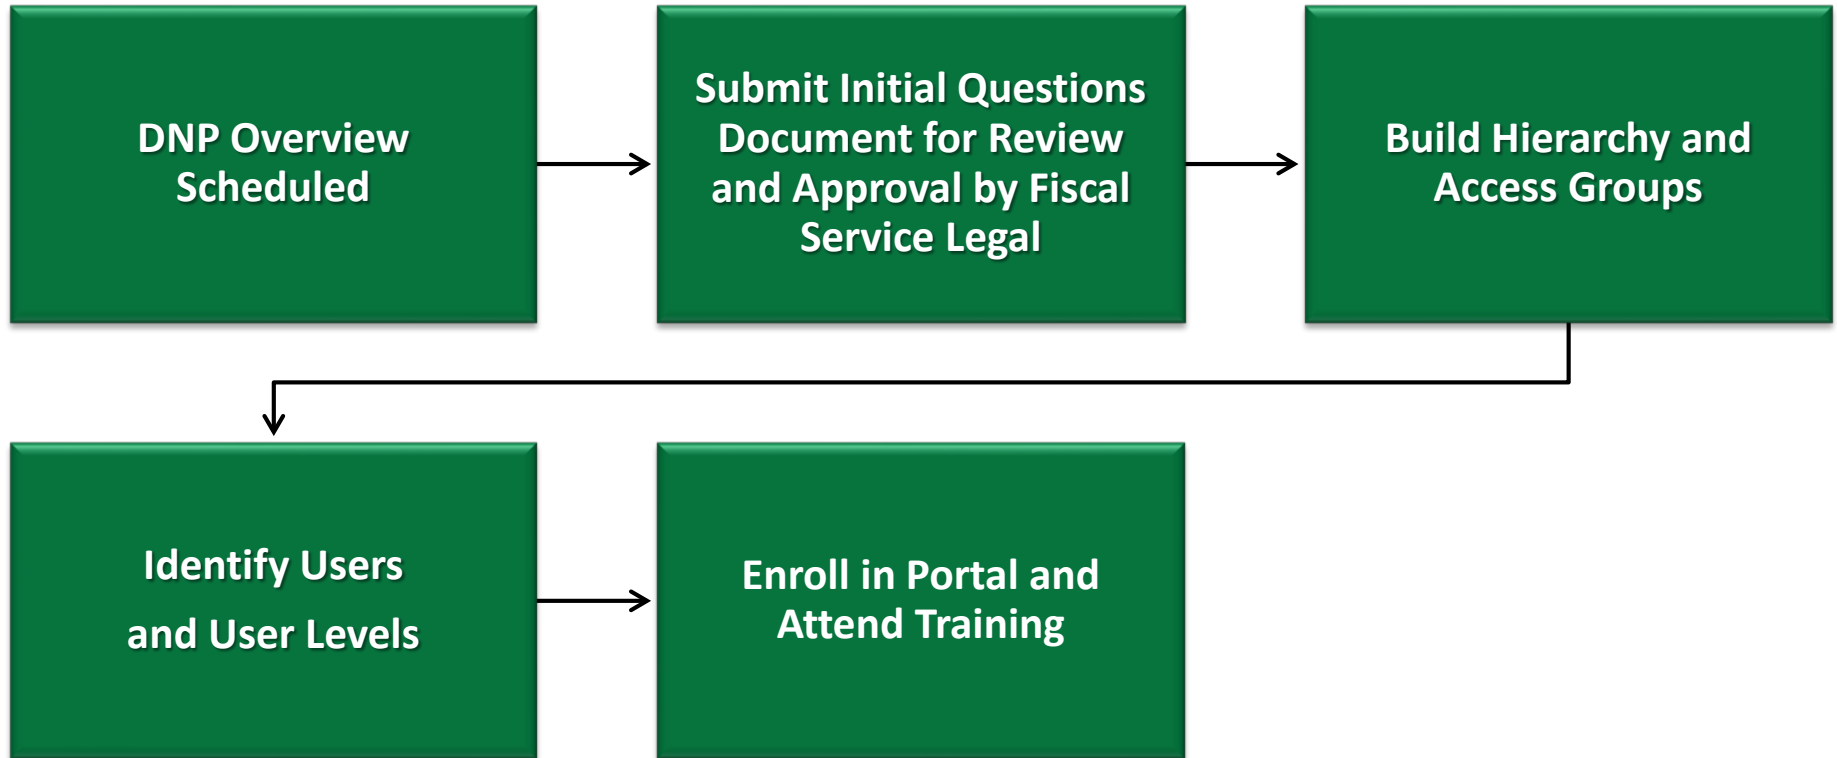 DNP Overview
Scheduled
Submit Initial Questions
Document for Review
and Approval by Fiscal
Service Legal
Build Hierarchy and
Access Groups
Identify Users
and User Levels
Enroll in Portal and
Attend Training